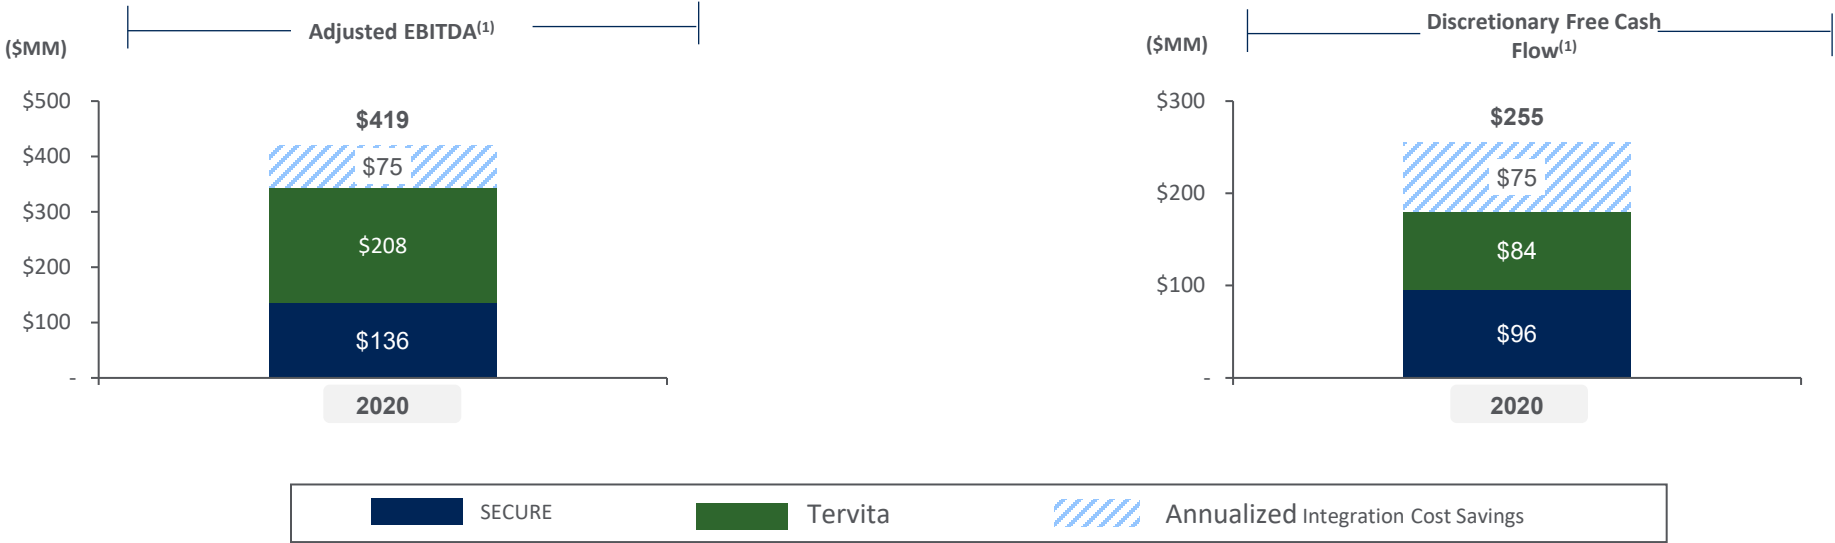 Adjusted EBITDA(1)
($MM)
$500
$400
$300
$200
$100
-
$419
$75
$208
$136
2020
Discretionary Free Cash
Flow(1)
($MM)
$300
$200
$100
-
$255
$75
$84
$96
2020
SECURE
Tervita
Annualized Integration Cost Savings